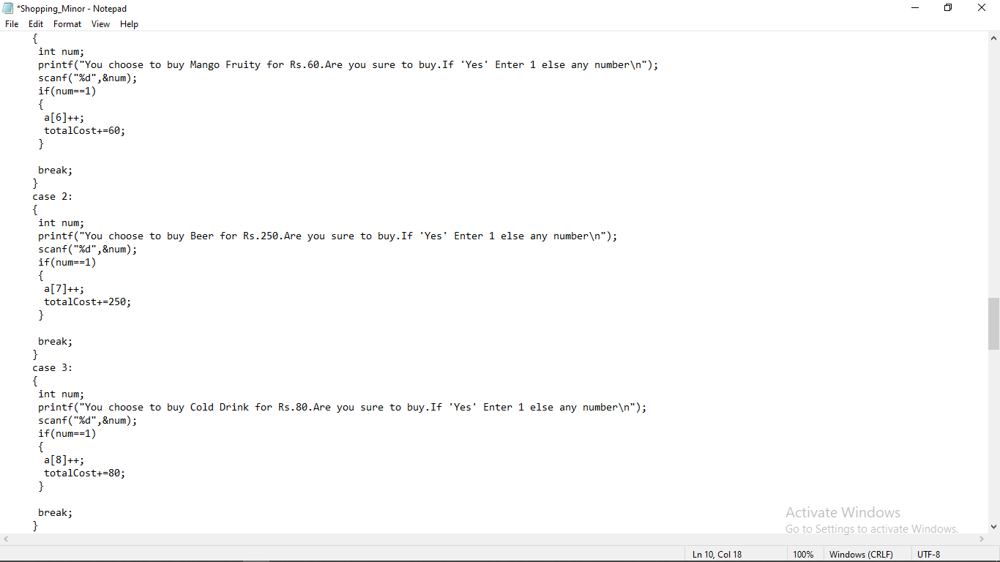 *Shopping_Minor - Notepad
File Edit Format View Help
{
int num;
printf("You choose to buy Mango Fruity for Rs.60.Are you sure to buy.If 'Yes' Enter 1 else any number\n");
scanf("%d",&num);
if(num==1)
{
a[6]++;
totalCost+=60;
}
break;
}
case 2:
{
int num;
printf("You choose to buy Beer for Rs.250.Are you sure to buy.If 'Yes' Enter 1 else any number\n");
scanf("%d",&num);
if(num==1)
{
a[7]++;
totalCost+=250;
}
break;
}
case 3:
{
int num;
printf("You choose to buy Cold Drink for Rs.80.Are you sure to buy.If 'Yes' Enter 1 else any number\n");
scanf("%d",&num);
if(num==1)
{
a[8]++;
totalCost+=80;
}
break;
}
Activate Windows
Go to Settings to activate Windows.
Ln 10, Col 18 100% Windows (CRLF) UTF-8